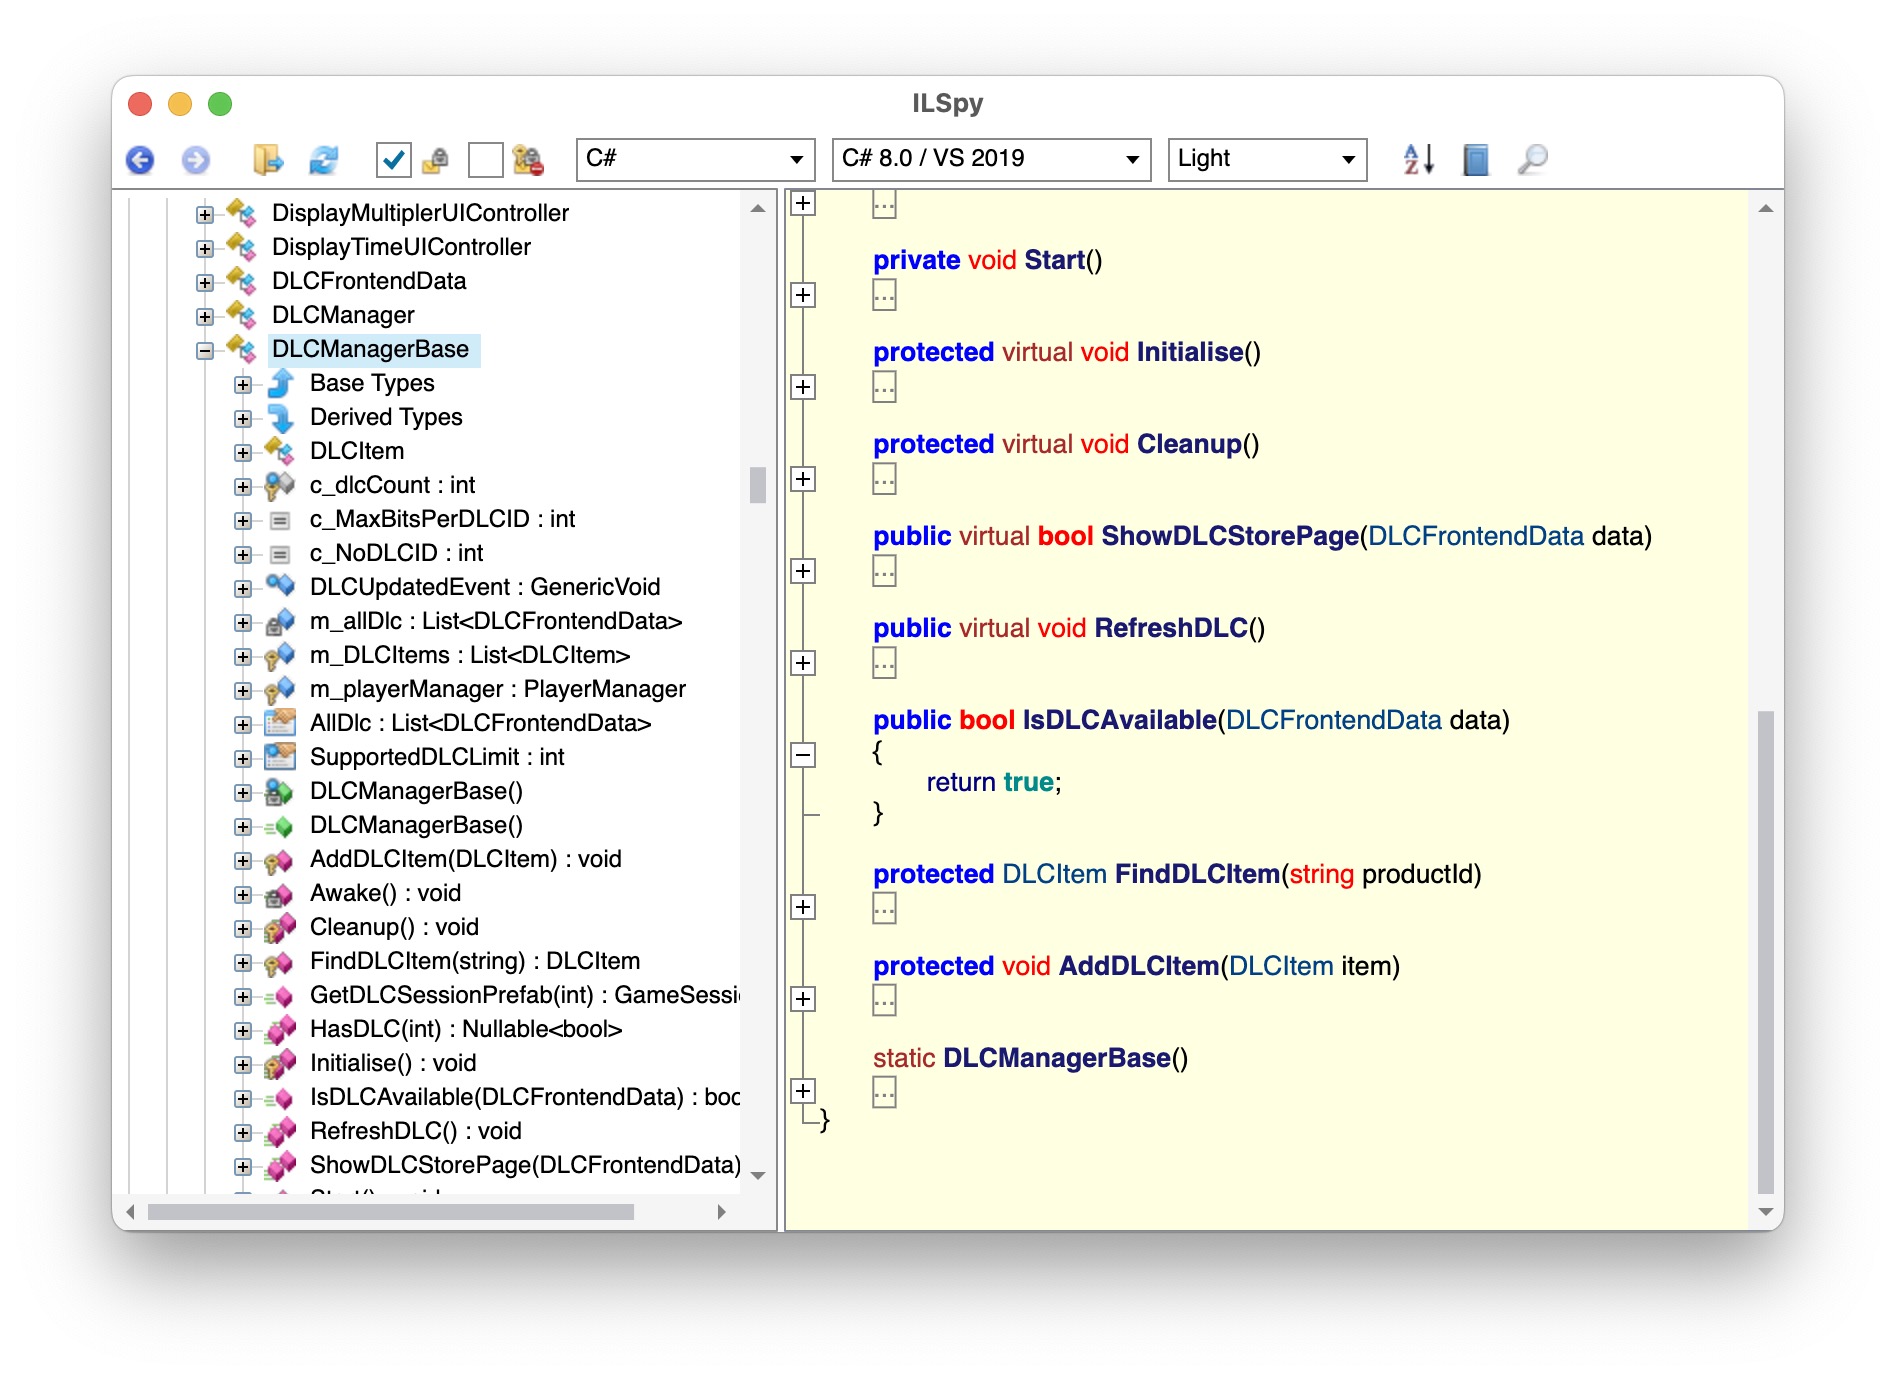 ILSpy
C#
C# 8.0 / VS 2019
Light
DisplayMultiplerUIController
DisplayTimeUIController
DLCFrontendData
DLCManager
DLCManagerBase
Base Types
Derived Types
DLCItem
c_dlcCount : int
c_MaxBitsPerDLCID : int
c_NoDLCID : int
DLCUpdatedEvent : GenericVoid
m_allDlc : List<DLCFrontendData>
m_DLCItems : List<DLCItem>
m_playerManager : PlayerManager
AllDlc : List<DLCFrontendData>
SupportedDLCLimit : int
DLCManagerBase()
DLCManagerBase()
AddDLCItem(DLCItem) : void
Awake() : void
Cleanup() : void
FindDLCItem(string) : DLCItem
GetDLCSessionPrefab(int) : GameSessi
HasDLC(int) : Nullable<bool>
Initialise() : void
IsDLCAvailable(DLCFrontendData) : boo
RefreshDLC() : void
ShowDLCStorePage(DLCFrontendData)
...
private void Start()
...
protected virtual void Initialise()
...
protected virtual void Cleanup()
...
public virtual bool ShowDLCStorePage(DLCFrontendData data)
...
public virtual void RefreshDLC()
...
public bool IsDLCAvailable(DLCFrontendData data)
{
return true;
}
protected DLCItem FindDLCItem(string productId)
...
protected void AddDLCItem(DLCItem item)
...
static DLCManagerBase()
...
}